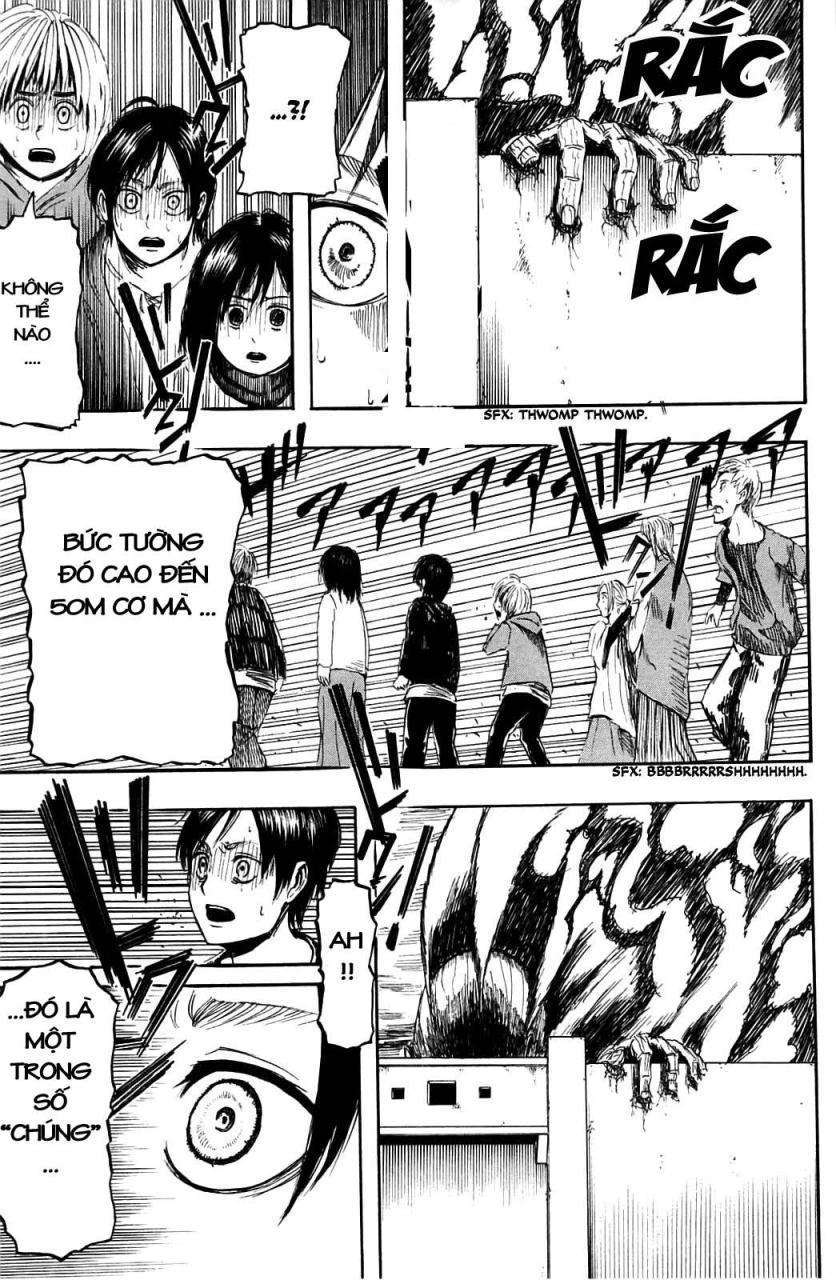 RẮC
RẮC
SFX: THWOMP THWOMP.
...?!
KHÔNG
THỂ
NÀO
....
BỨC TƯỜNG
ĐÓ CAO ĐẾN
50M CƠ MÀ ...
SFX: BBBBRRRRRSHHHHHHHH.
AH
!!
...ĐÓ LÀ
MỘT
TRONG
SỐ
“CHÚNG”
...